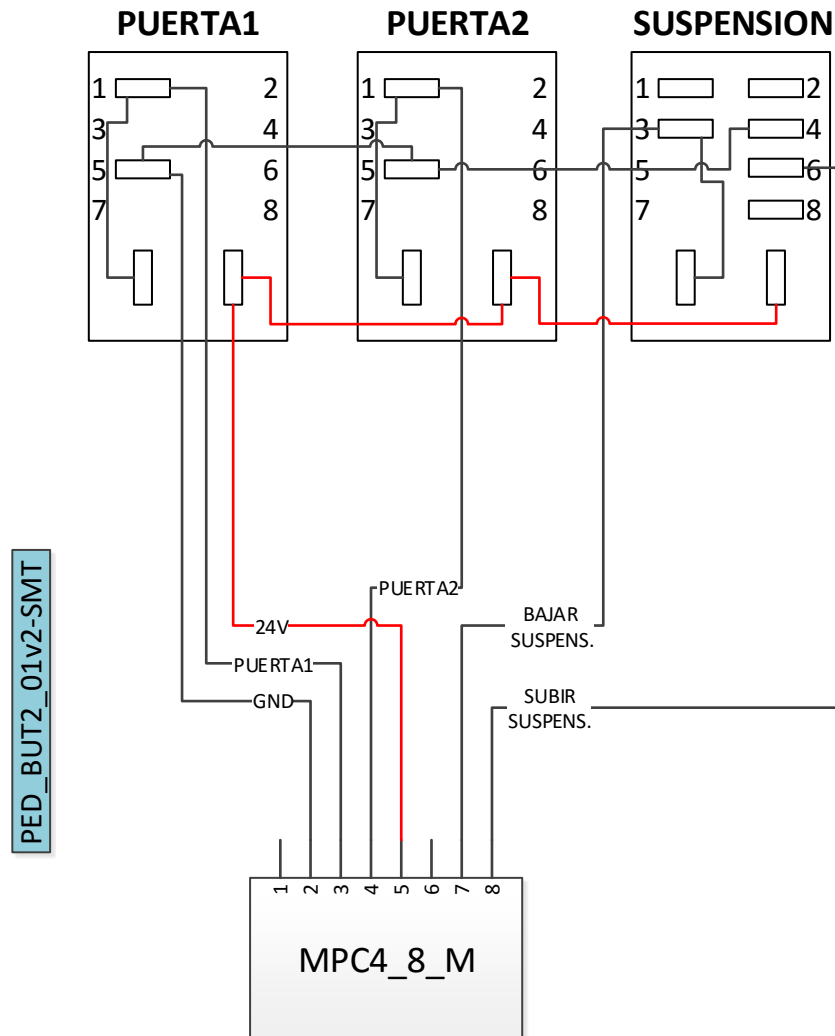 PUERTA1 PUERTA2 SUSPENSION
1 2 1 2 1 2
3 4 3 4 3 4
5 6 5 6 5 6
7 8 7 8 7 8
PUERTA2
24V
BAJAR
SUSPENS.
PUERTA1
GND
SUBIR
SUSPENS.
PED_BUT2_01v2-SMT
1 2 3 4 5 6 7 8
MPC4_8_M